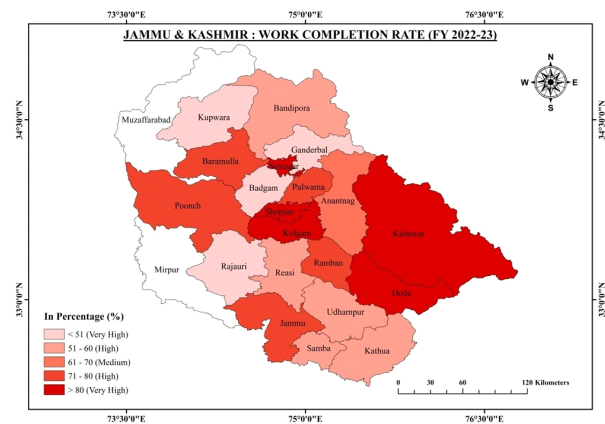 73°30'0"E 75°0'0"E 76°30'0"E
JAMMU & KASHMIR : WORK COMPLETION RATE (FY 2022-23)
N
W E
S
34°30'0"N 34°30'0"N
Muzaffarabad
Kupwara
Bandipora
Ganderbal
Baramulla
Srinagar
Badgam
Pulwama
Anantnag
Poonch
Shopian
Kulgam
Kishtwar
Mirpur
Rajauri
Reasi
Ramban
Doda
33°0'0"N 33°0'0"N
Udhampur
Jammu
Samba
Kathua
In Percentage (%)
< 51 (Very High)
51 - 60 (High)
61 - 70 (Medium)
71 - 80 (High)
> 80 (Very High)
0 30 60 120 Kilometers
73°30'0"E 75°0'0"E 76°30'0"E